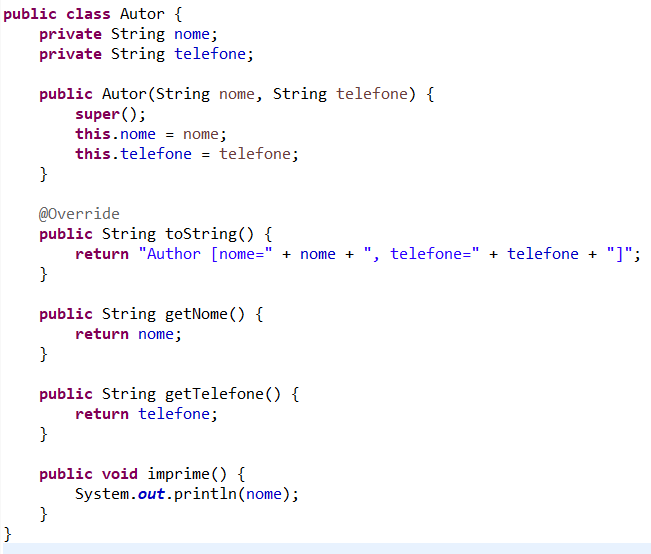 public class Autor {
    private String nome;
    private String telefone;

    public Autor(String nome, String telefone) {
        super();
        this.nome = nome;
        this.telefone = telefone;
    }

    @Override
    public String toString() {
        return "Author [nome=" + nome + ", telefone=" + telefone + "]";
    }

    public String getNome() {
        return nome;
    }

    public String getTelefone() {
        return telefone;
    }

    public void imprime() {
        System.out.println(nome);
    }
}